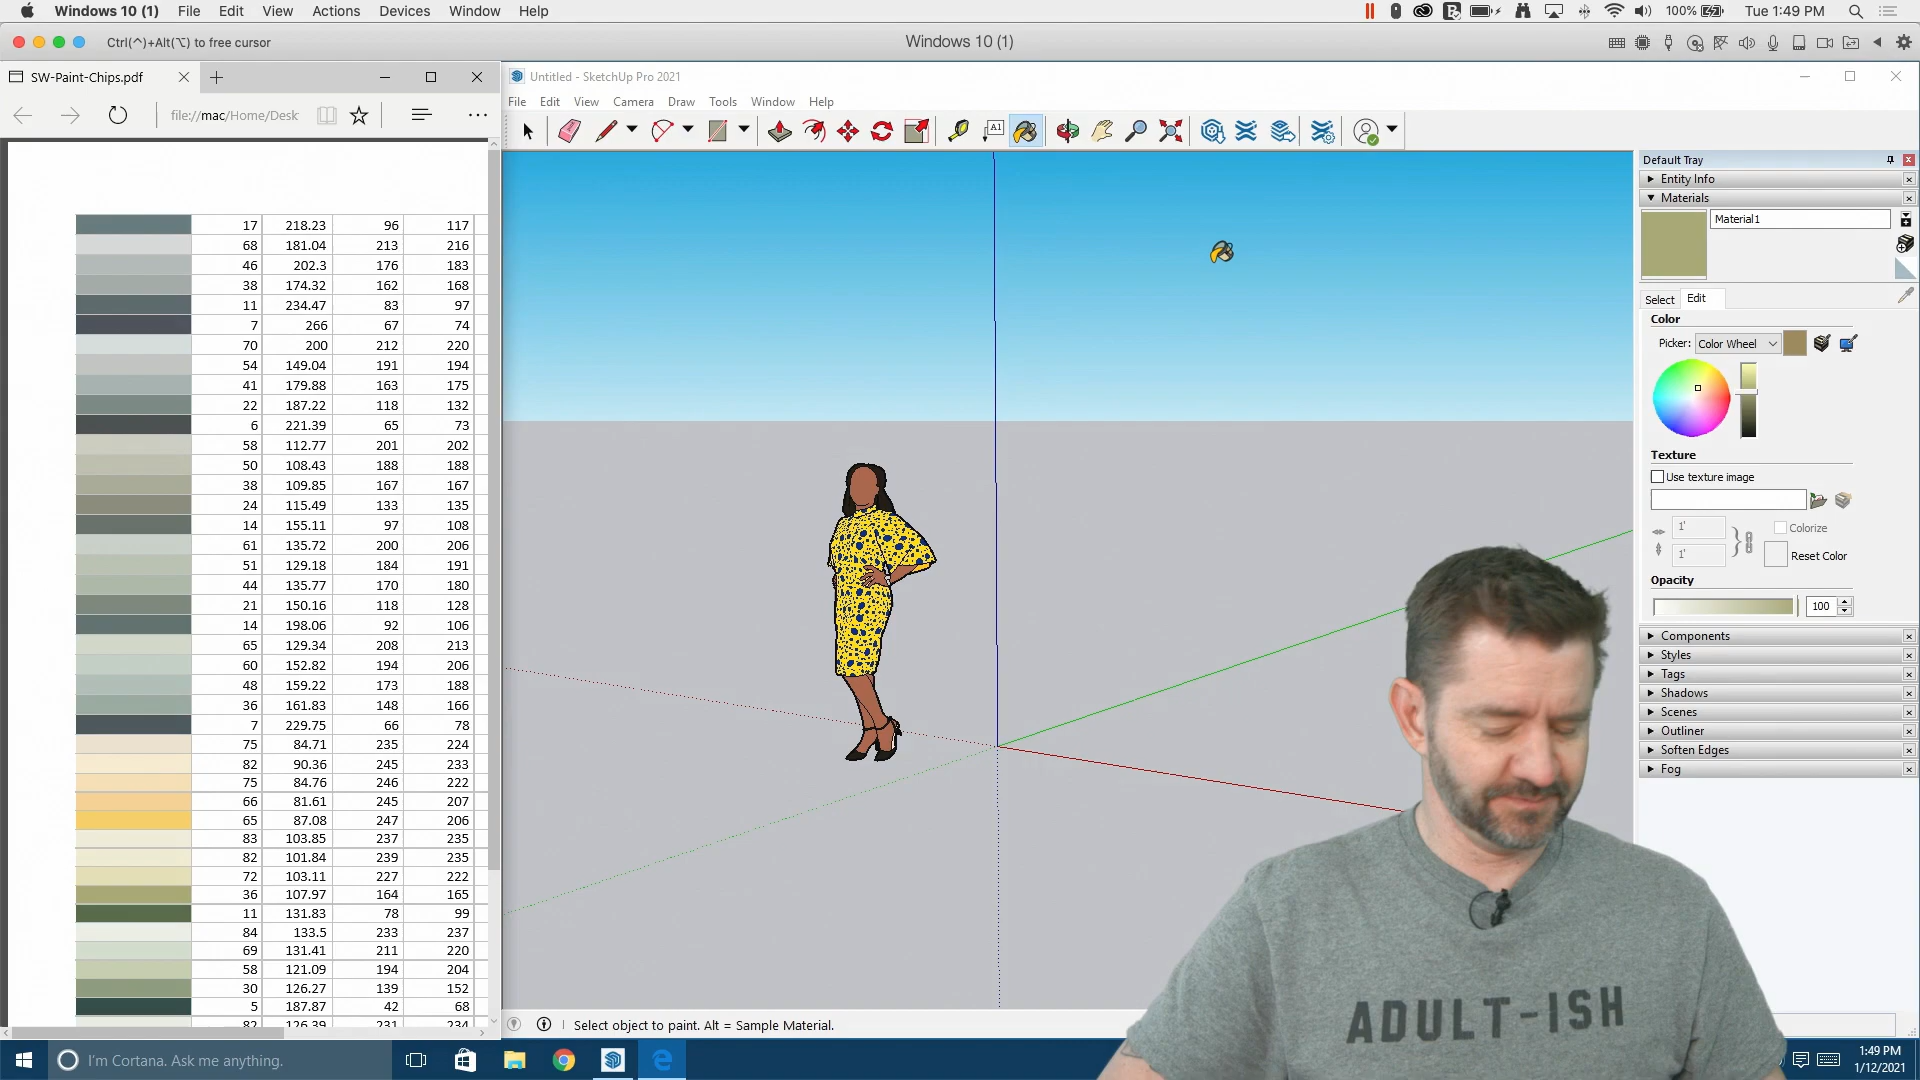 Windows 10 (1) File Edit View Actions Devices Window Help
100% Tue 1:49 PM
Ctrl(^)+Alt(⌥) to free cursor
Windows 10 (1)
SW-Paint-Chips.pdf
file://mac/Home/Desk
Untitled - SketchUp Pro 2021
File Edit View Camera Draw Tools Window Help
A1
17 218.23 96 117
68 181.04 213 216
46 202.3 176 183
38 174.32 162 168
11 234.47 83 97
7 266 67 74
70 200 212 220
54 149.04 191 194
41 179.88 163 175
22 187.22 118 132
6 221.39 65 73
58 112.77 201 202
50 108.43 188 188
38 109.85 167 167
24 115.49 133 135
14 155.11 97 108
61 135.72 200 206
51 129.18 184 191
44 135.77 170 180
21 150.16 118 128
14 198.06 92 106
65 129.34 208 213
60 152.82 194 206
48 159.22 173 188
36 161.83 148 166
7 229.75 66 78
75 84.71 235 224
82 90.36 245 233
75 84.76 246 222
66 81.61 245 207
65 87.08 247 206
83 103.85 237 235
82 101.84 239 235
72 103.11 227 222
36 107.97 164 165
11 131.83 78 99
84 133.5 233 237
69 131.41 211 220
58 121.09 194 204
30 126.27 139 152
5 187.87 42 68
82 126.39 231 234
Default Tray
Entity Info
Materials
Material1
Select Edit
Color
Picker: Color Wheel
Texture
Use texture image
1'
Colorize
1'
Reset Color
Opacity
100
Components
Styles
Tags
Shadows
Scenes
Outliner
Soften Edges
Fog
ADULT-ISH
Select object to paint. Alt = Sample Material.
I'm Cortana. Ask me anything.
1:49 PM
1/12/2021